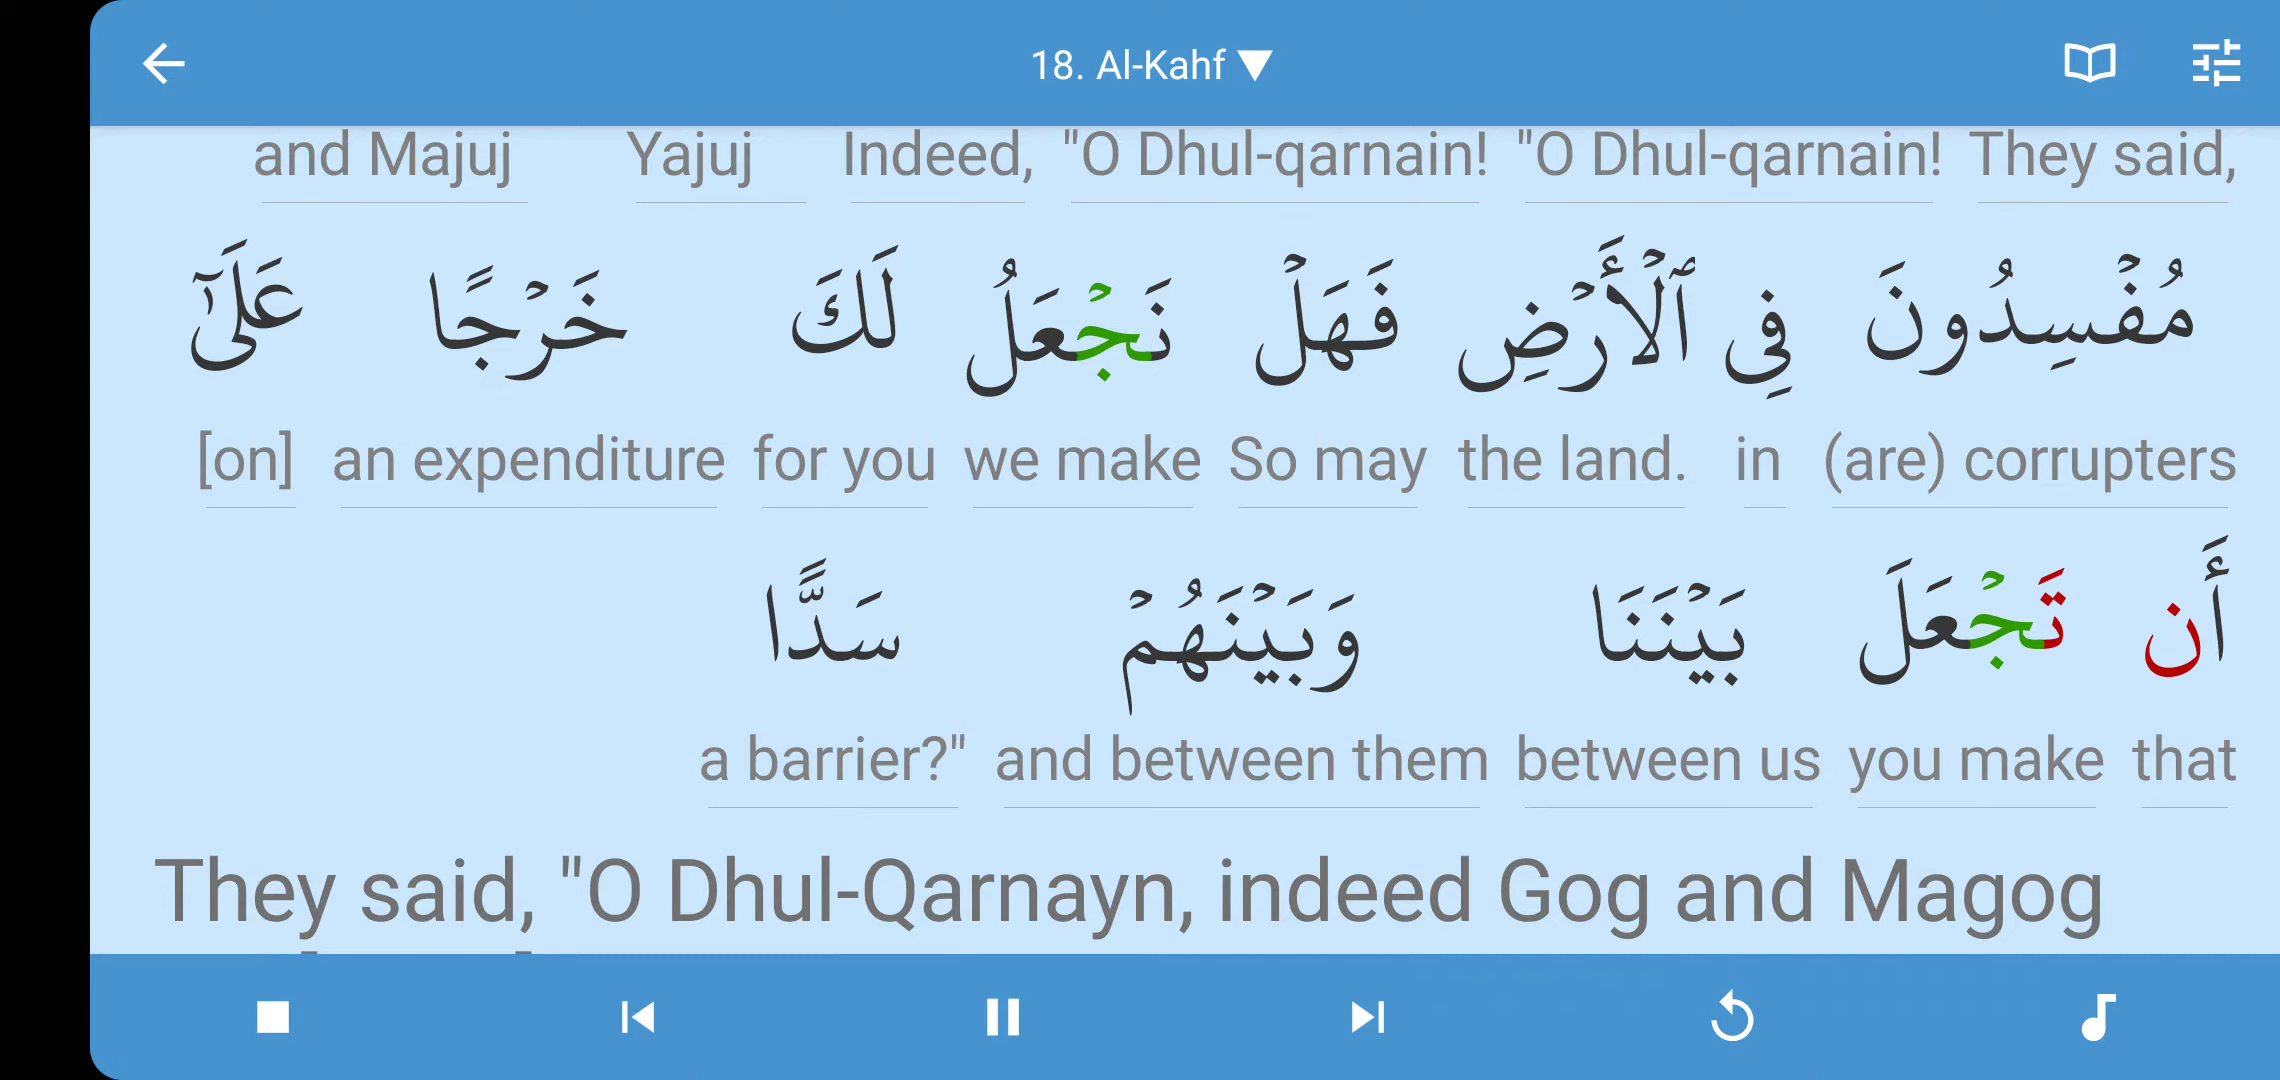 18. Al-Kahf ▼
They said, "O Dhul-qarnain! "O Dhul-qarnain! Indeed, Yajuj and Majuj
مُفْسِدُونَ فِى ٱلْأَرْضِ فَهَلْ نَجْعَلُ لَكَ خَرْجًا عَلَىٰٓ
(are) corrupters in the land. So may we make for you an expenditure [on]
أَن تَجْعَلَ بَيْنَنَا وَبَيْنَهُمْ سَدًّا
that you make between us and between them a barrier?"
They said, "O Dhul-Qarnayn, indeed Gog and Magog